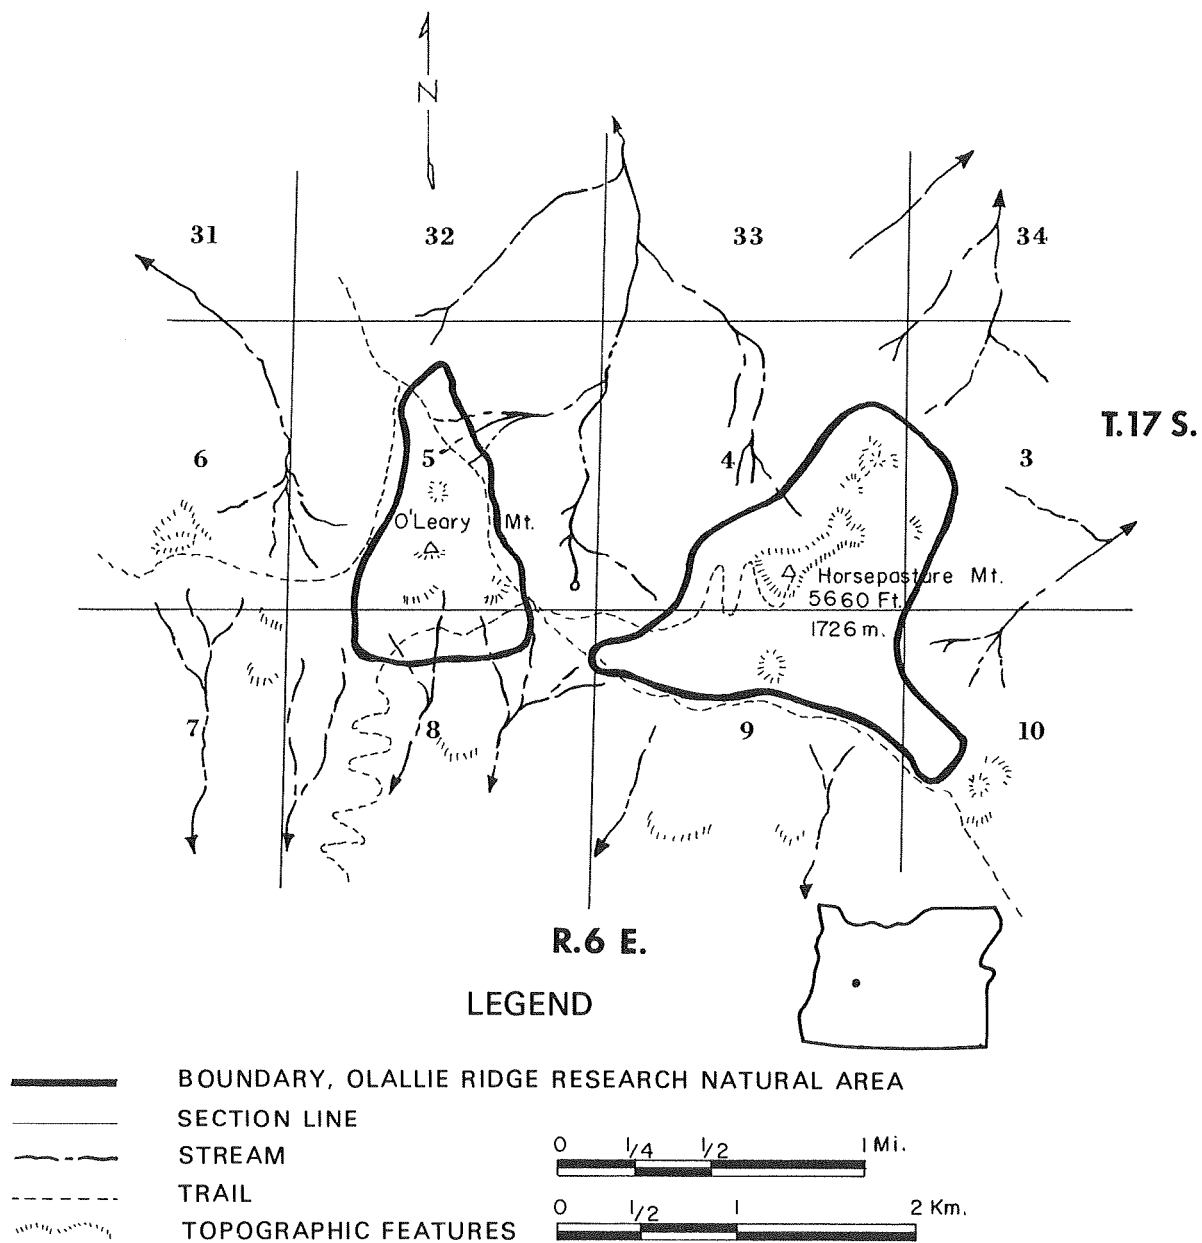 N
31 32 33 34
T.17 S.
6 5 4 3
O'Leary Mt.
Horsepasture Mt.
5660 Ft.
1726 m.
7 8 9 10
R.6 E.
LEGEND
BOUNDARY, OLALLIE RIDGE RESEARCH NATURAL AREA
SECTION LINE
STREAM
TRAIL
TOPOGRAPHIC FEATURES
0 1/4 1/2 1 Mi.
0 1/2 1 2 Km.